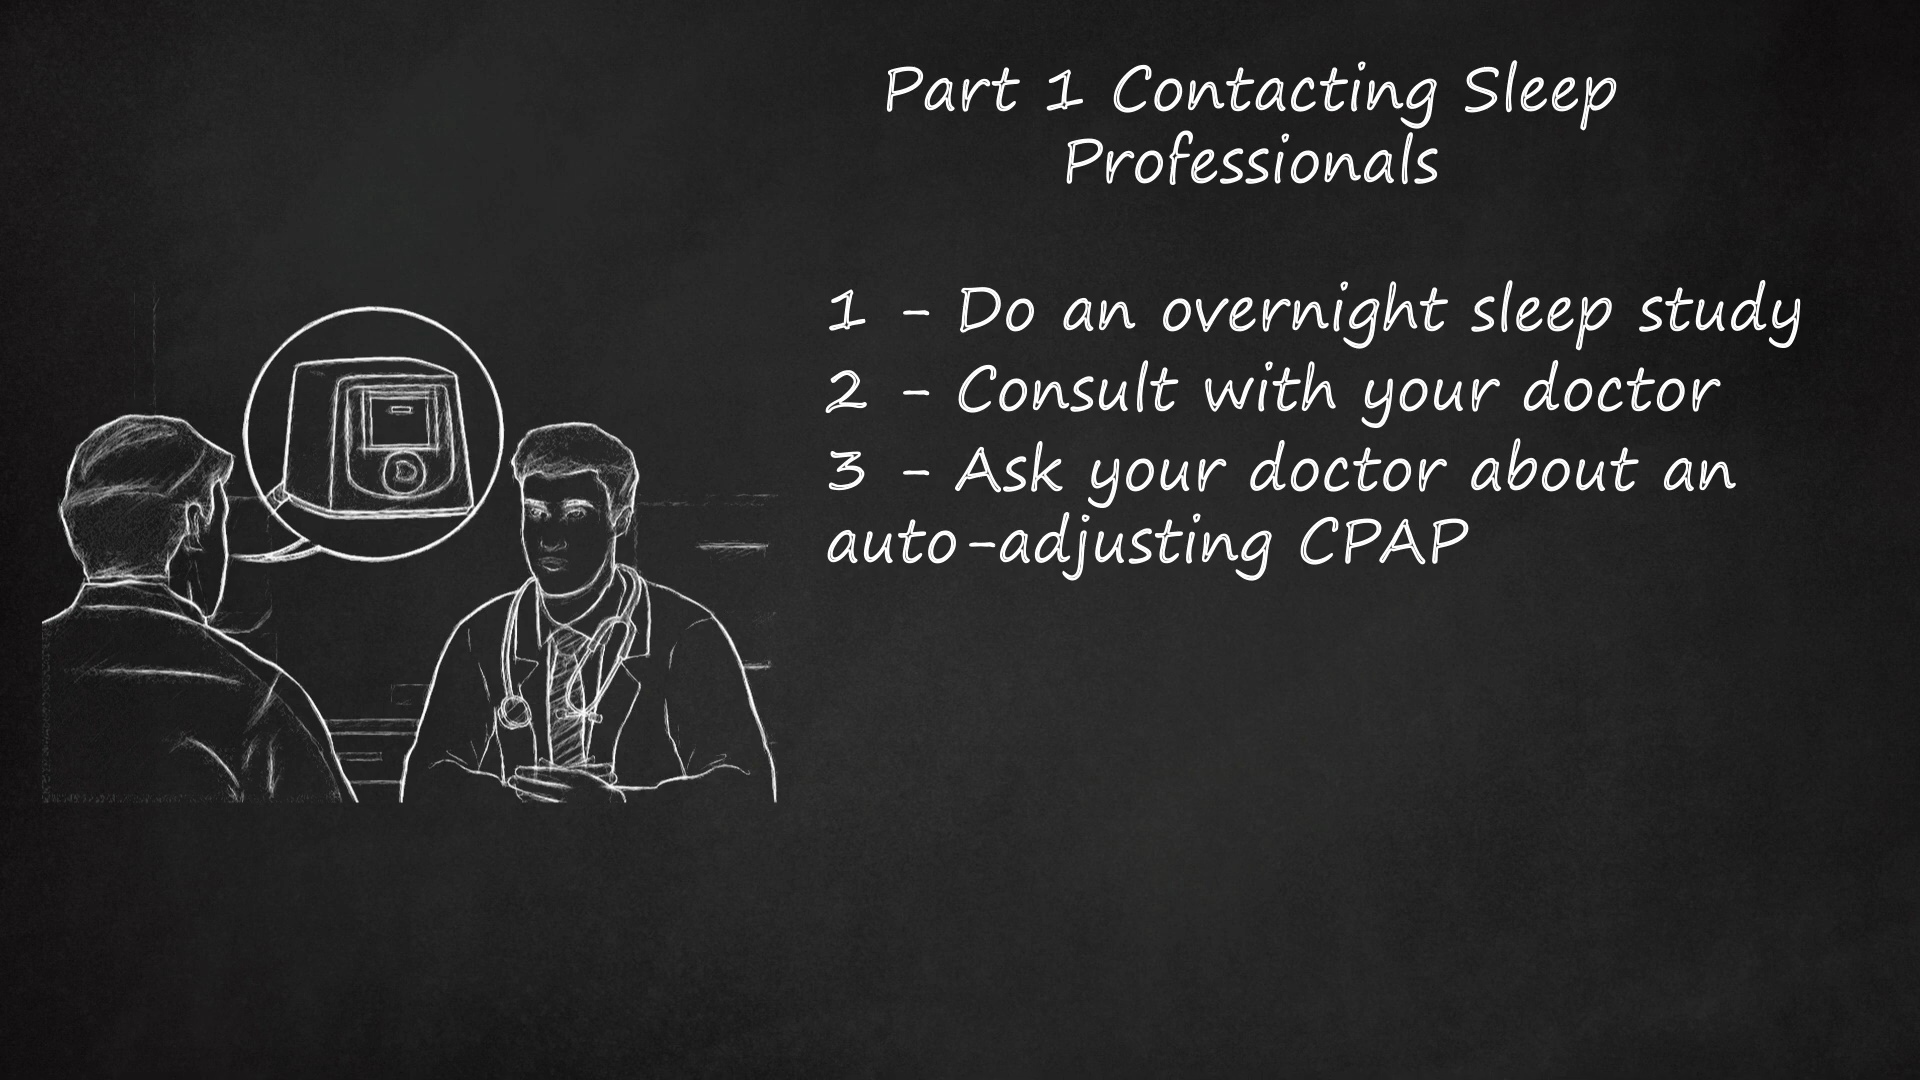 Part 1 Contacting Sleep
Professionals
1 - Do an overnight sleep study
2 - Consult with your doctor
3 - Ask your doctor about an
auto-adjusting CPAP